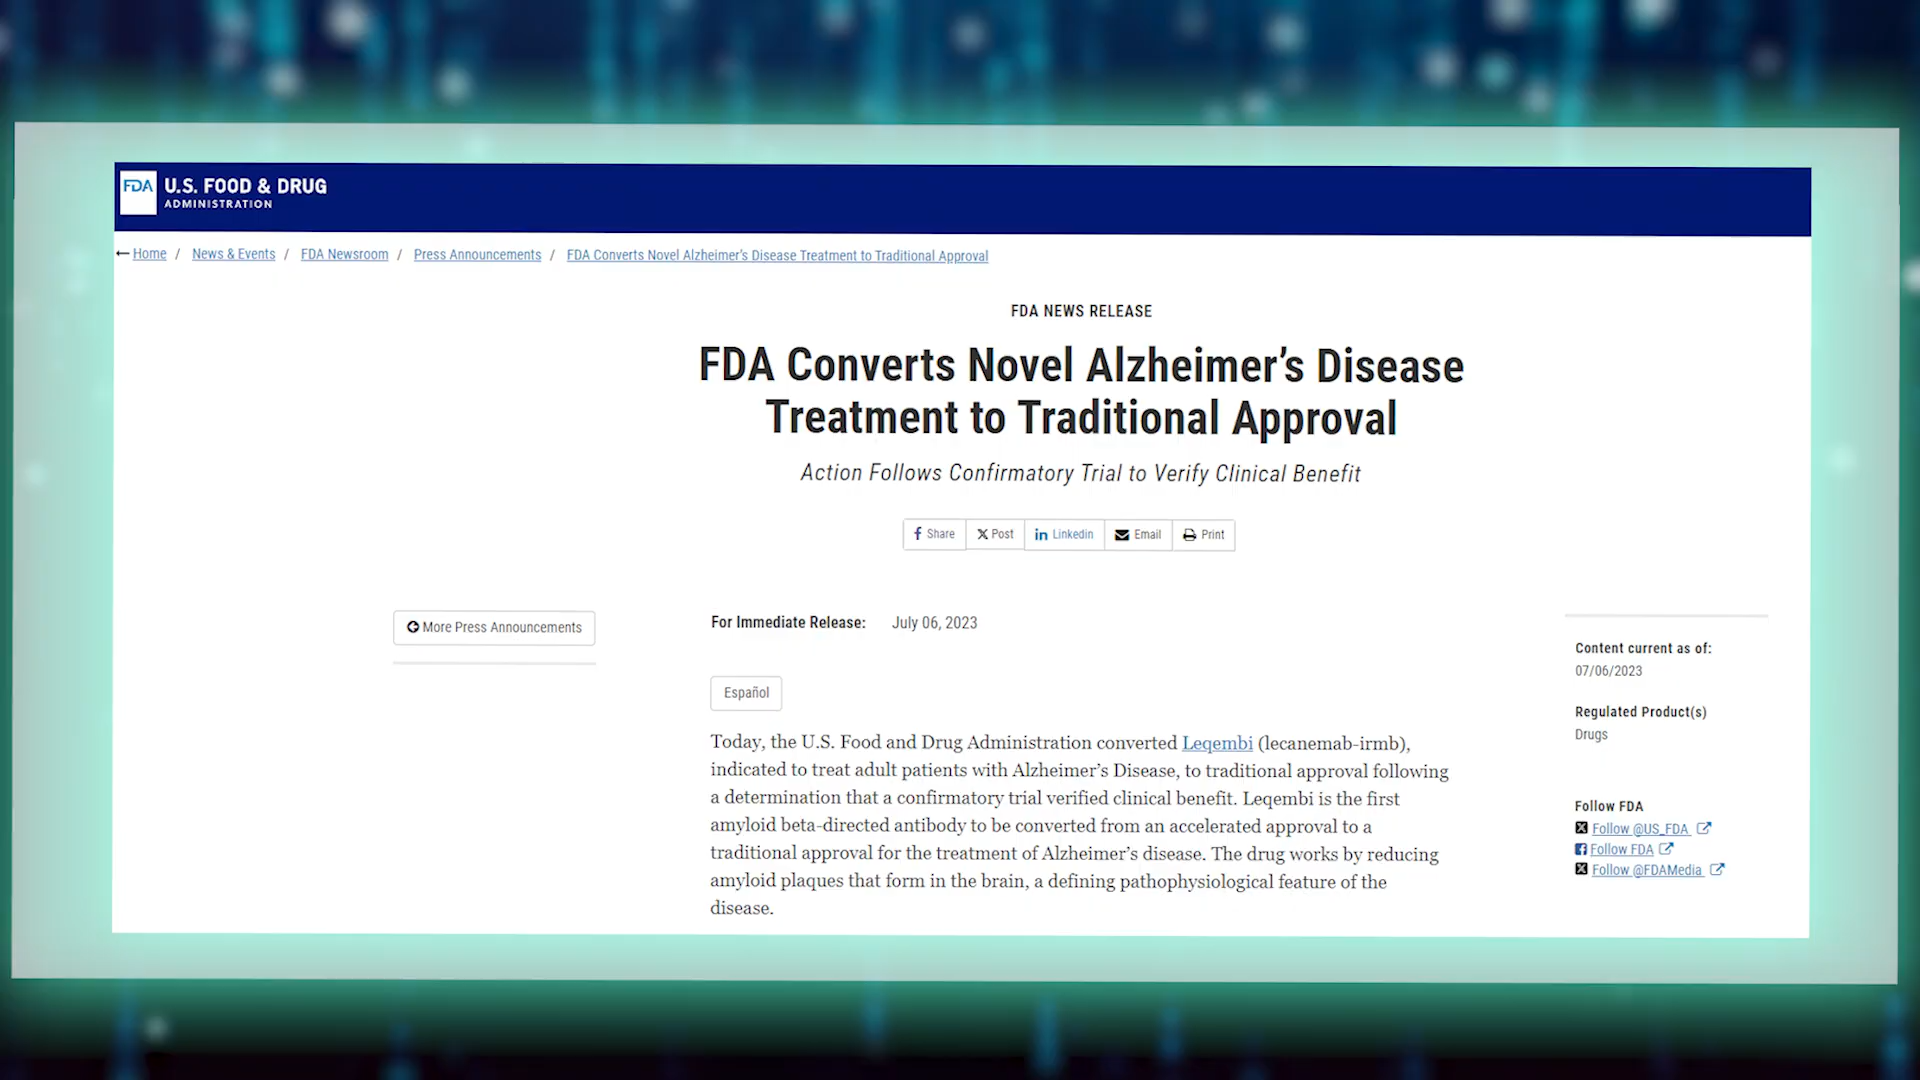 FDA U.S. FOOD & DRUG
ADMINISTRATION
Home / News & Events / FDA Newsroom / Press Announcements / FDA Converts Novel Alzheimer's Disease Treatment to Traditional Approval
FDA NEWS RELEASE
FDA Converts Novel Alzheimer's Disease
Treatment to Traditional Approval
Action Follows Confirmatory Trial to Verify Clinical Benefit
Share Post Linkedin Email Print
More Press Announcements
For Immediate Release: July 06, 2023
Español
Today, the U.S. Food and Drug Administration converted Leqembi (lecanemab-irmb),
indicated to treat adult patients with Alzheimer's Disease, to traditional approval following
a determination that a confirmatory trial verified clinical benefit. Leqembi is the first
amyloid beta-directed antibody to be converted from an accelerated approval to a
traditional approval for the treatment of Alzheimer's disease. The drug works by reducing
amyloid plaques that form in the brain, a defining pathophysiological feature of the
disease.
Content current as of:
07/06/2023
Regulated Product(s)
Drugs
Follow FDA
Follow @US_FDA
Follow FDA
Follow @FDAMedia